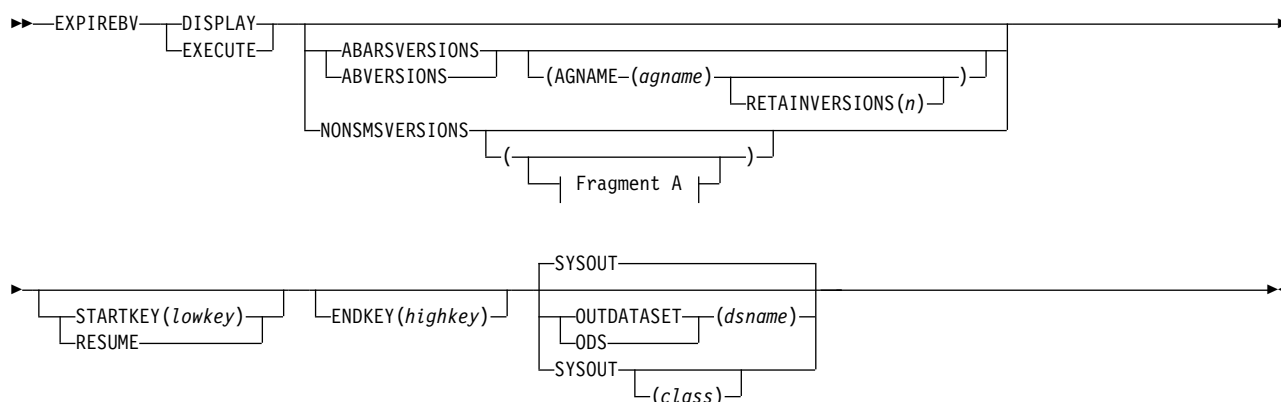 EXPIREBV DISPLAY
EXECUTE
ABARSVERSIONS
ABVERSIONS
(AGNAME (agname) )
RETAINVERSIONS(n)
NONSMSVERSIONS
( )
Fragment A
STARTKEY(lowkey)
RESUME
ENDKEY(highkey)
SYSOUT
OUTDATASET (dsname)
ODS
SYSOUT
(class)